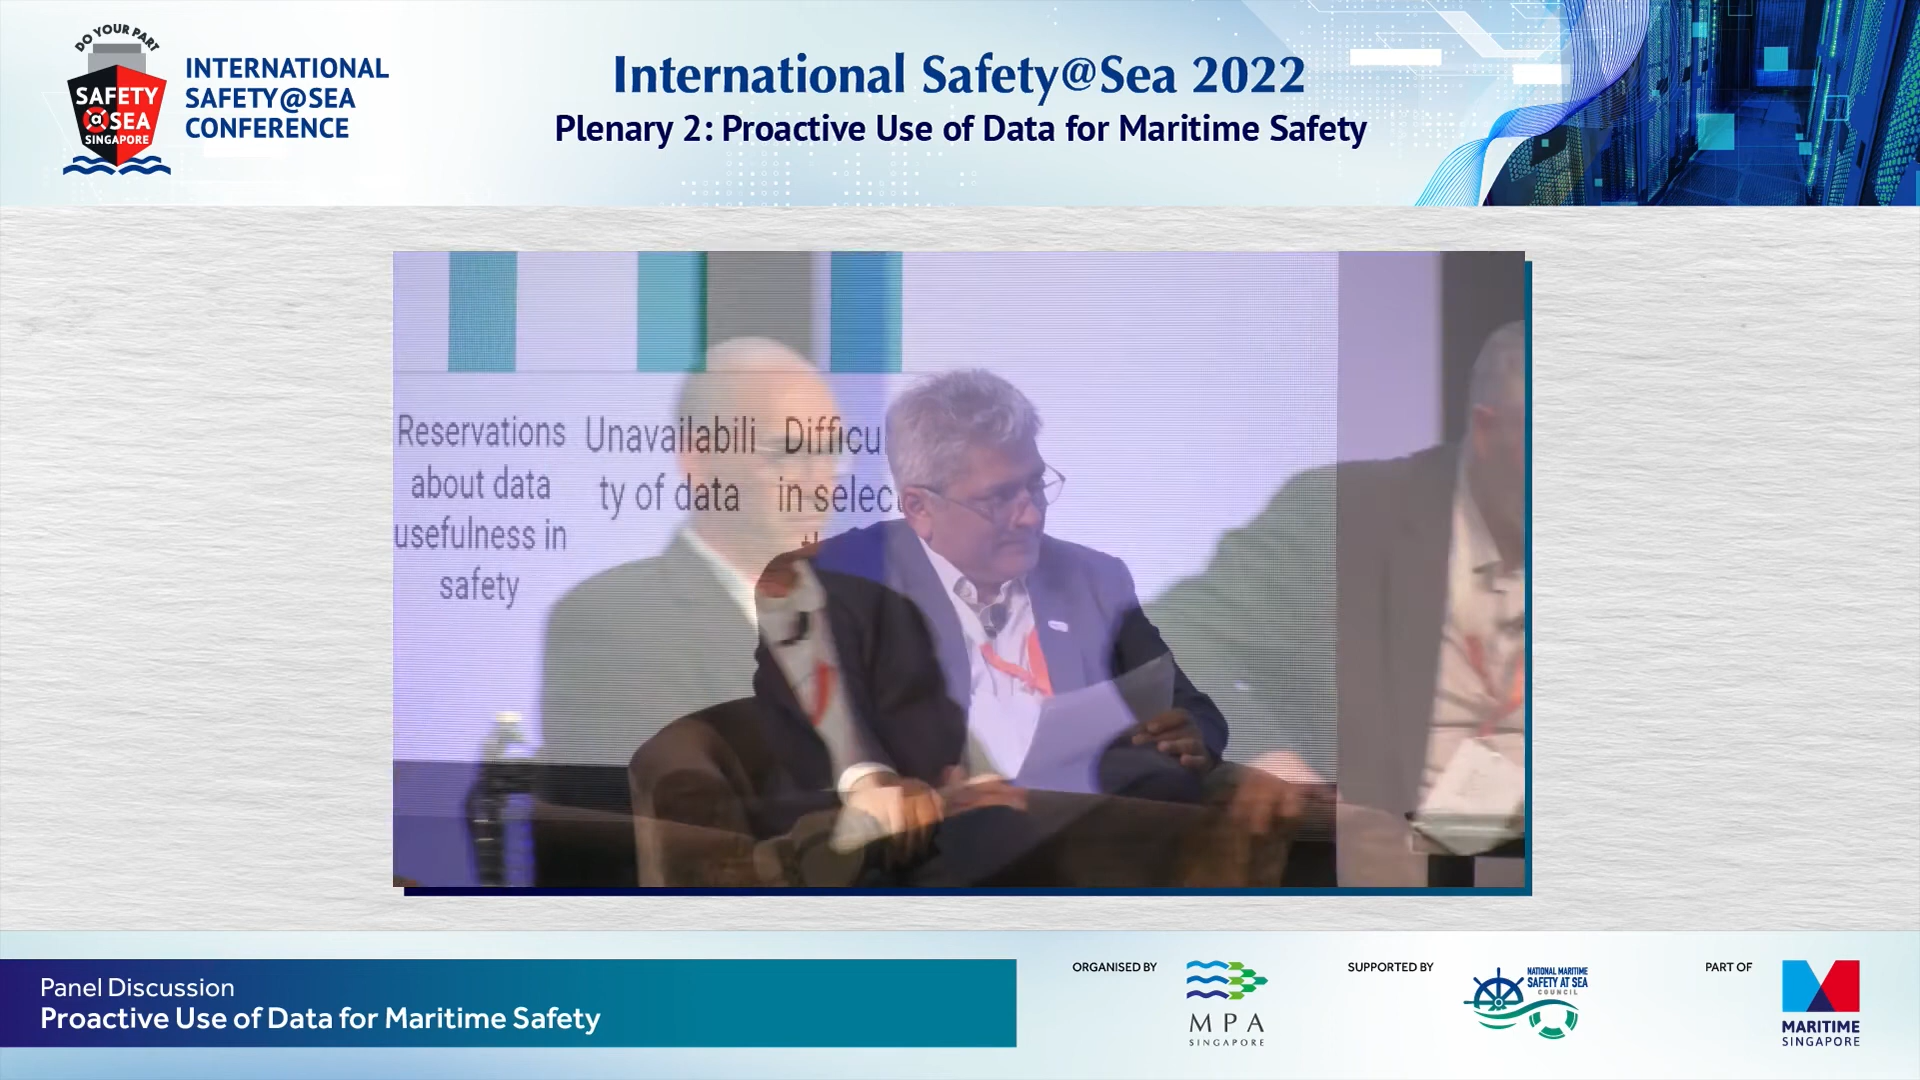 DO YOUR PART
SAFETY
@SEA
SINGAPORE
INTERNATIONAL
SAFETY@SEA
CONFERENCE
International Safety@Sea 2022
Plenary 2: Proactive Use of Data for Maritime Safety
Reservations
about data
usefulness in
safety
Unavailabili
ty of data
Difficu
in selec
Panel Discussion
Proactive Use of Data for Maritime Safety
ORGANISED BY
MPA
SINGAPORE
SUPPORTED BY
NATIONAL MARITIME
SAFETY AT SEA
COUNCIL
PART OF
MARITIME
SINGAPORE